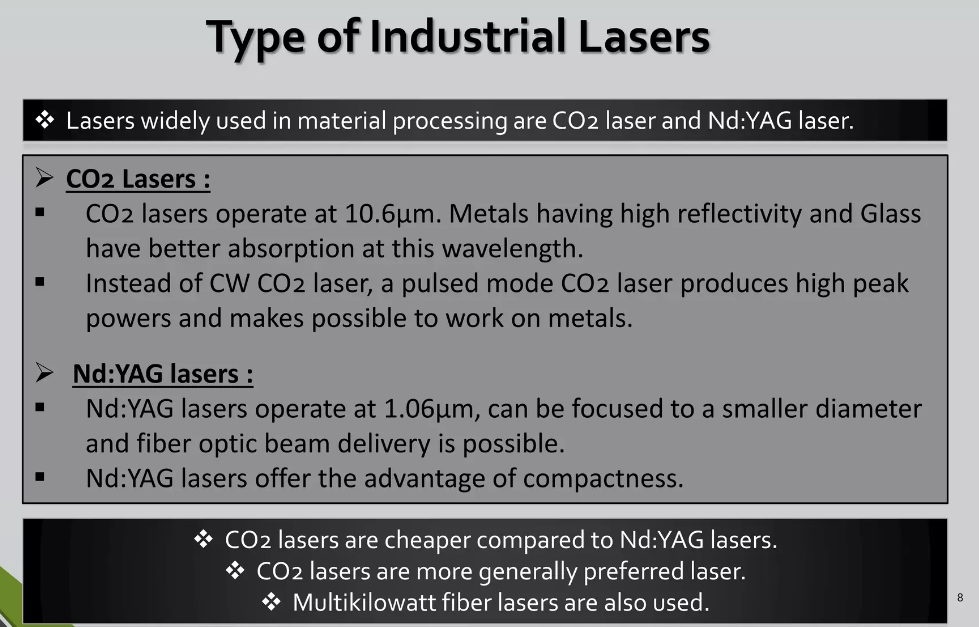 Type of Industrial Lasers
❖ Lasers widely used in material processing are CO2 laser and Nd:YAG laser.
➢ CO2 Lasers :
▪ CO2 lasers operate at 10.6μm. Metals having high reflectivity and Glass
have better absorption at this wavelength.
▪ Instead of CW CO2 laser, a pulsed mode CO2 laser produces high peak
powers and makes possible to work on metals.
➢ Nd:YAG lasers :
▪ Nd:YAG lasers operate at 1.06μm, can be focused to a smaller diameter
and fiber optic beam delivery is possible.
▪ Nd:YAG lasers offer the advantage of compactness.
❖ CO2 lasers are cheaper compared to Nd:YAG lasers.
❖ CO2 lasers are more generally preferred laser.
❖ Multikilowatt fiber lasers are also used.
8